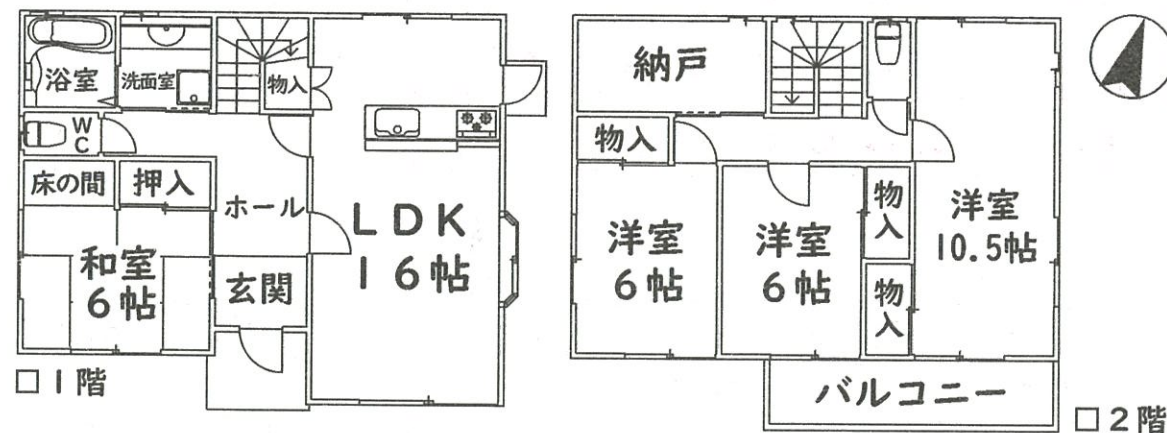 浴室
洗面室
物入
WC
床の間
押入
ホール
LDK
16帖
和室
6帖
玄関
□1階
納戸
物入
洋室
6帖
洋室
6帖
物入
物入
洋室
10.5帖
バルコニー
□2階